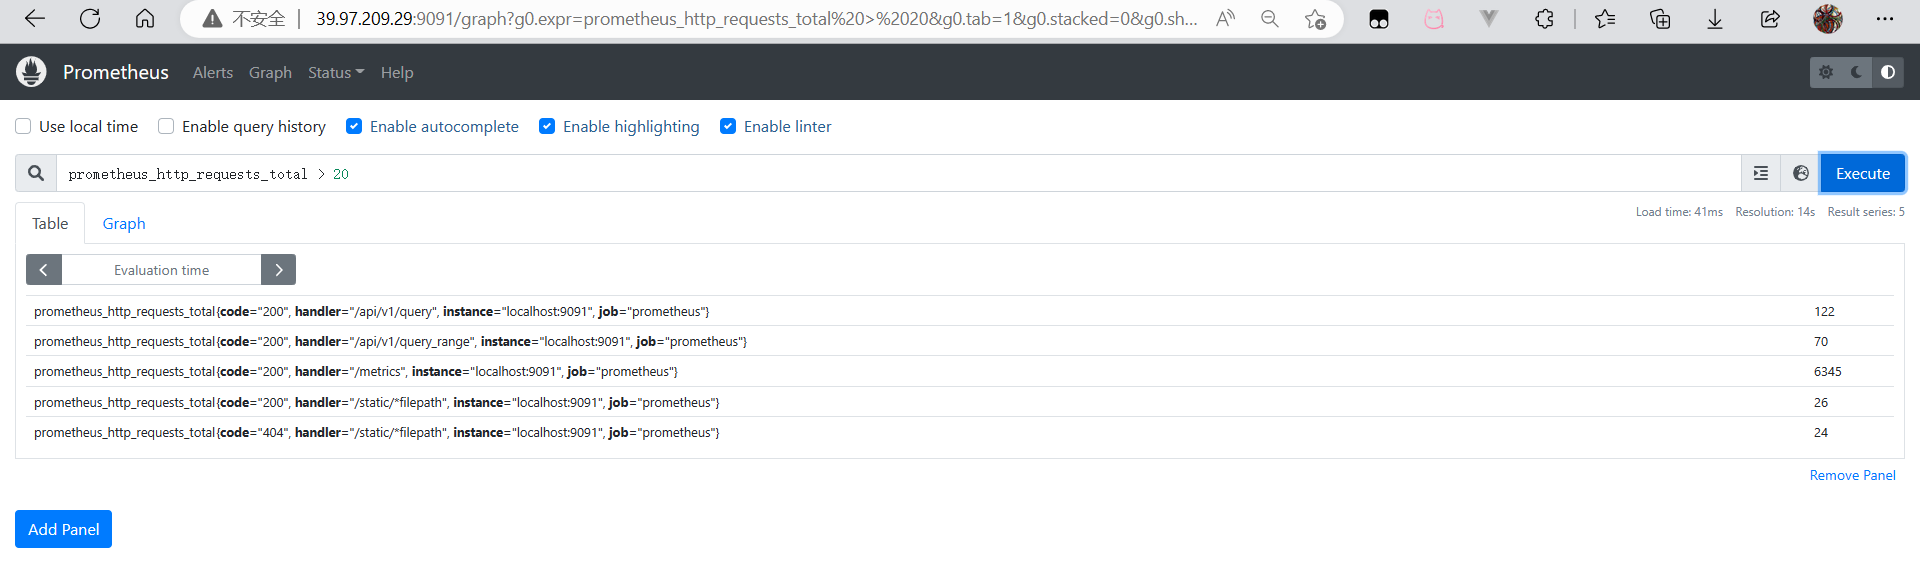 不安全 39.97.209.29:9091/graph?g0.expr=prometheus_http_requests_total%20>%2020&g0.tab=1&g0.stacked=0&g0.sh...
Prometheus Alerts Graph Status Help
Use local time Enable query history Enable autocomplete Enable highlighting Enable linter
prometheus_http_requests_total > 20 Execute
Table Graph Load time: 41ms Resolution: 14s Result series: 5
Evaluation time
prometheus_http_requests_total{code="200", handler="/api/v1/query", instance="localhost:9091", job="prometheus"} 122
prometheus_http_requests_total{code="200", handler="/api/v1/query_range", instance="localhost:9091", job="prometheus"} 70
prometheus_http_requests_total{code="200", handler="/metrics", instance="localhost:9091", job="prometheus"} 6345
prometheus_http_requests_total{code="200", handler="/static/*filepath", instance="localhost:9091", job="prometheus"} 26
prometheus_http_requests_total{code="404", handler="/static/*filepath", instance="localhost:9091", job="prometheus"} 24
Remove Panel
Add Panel